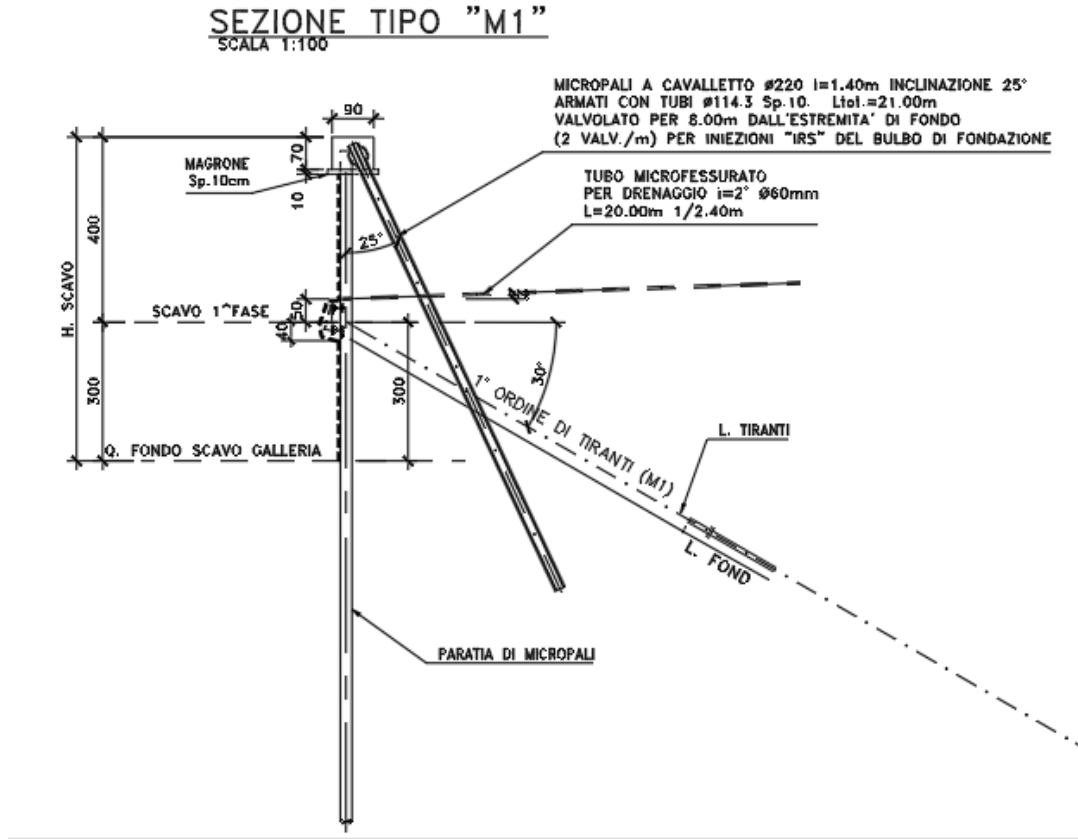 SEZIONE TIPO "M1"
SCALA 1:100
MICROPALI A CAVALLETTO ø220 i=1.40m INCLINAZIONE 25°
ARMATI CON TUBI ø114.3 Sp.10. Ltot.=21.00m
VALVOLATO PER 8.00m DALL'ESTREMITA' DI FONDO
(2 VALV./m) PER INIEZIONI "IRS" DEL BULBO DI FONDAZIONE
90
70
MAGRONE
Sp.10cm
10
TUBO MICROFESSURATO
PER DRENAGGIO i=2° Ø60mm
L=20.00m 1/2.40m
400
25°
H. SCAVO
50
SCAVO 1^FASE
40
30°
300
300
1° ORDINE DI TIRANTI (M1)
L. TIRANTI
Q. FONDO SCAVO GALLERIA
L. FOND
PARATIA DI MICROPALI